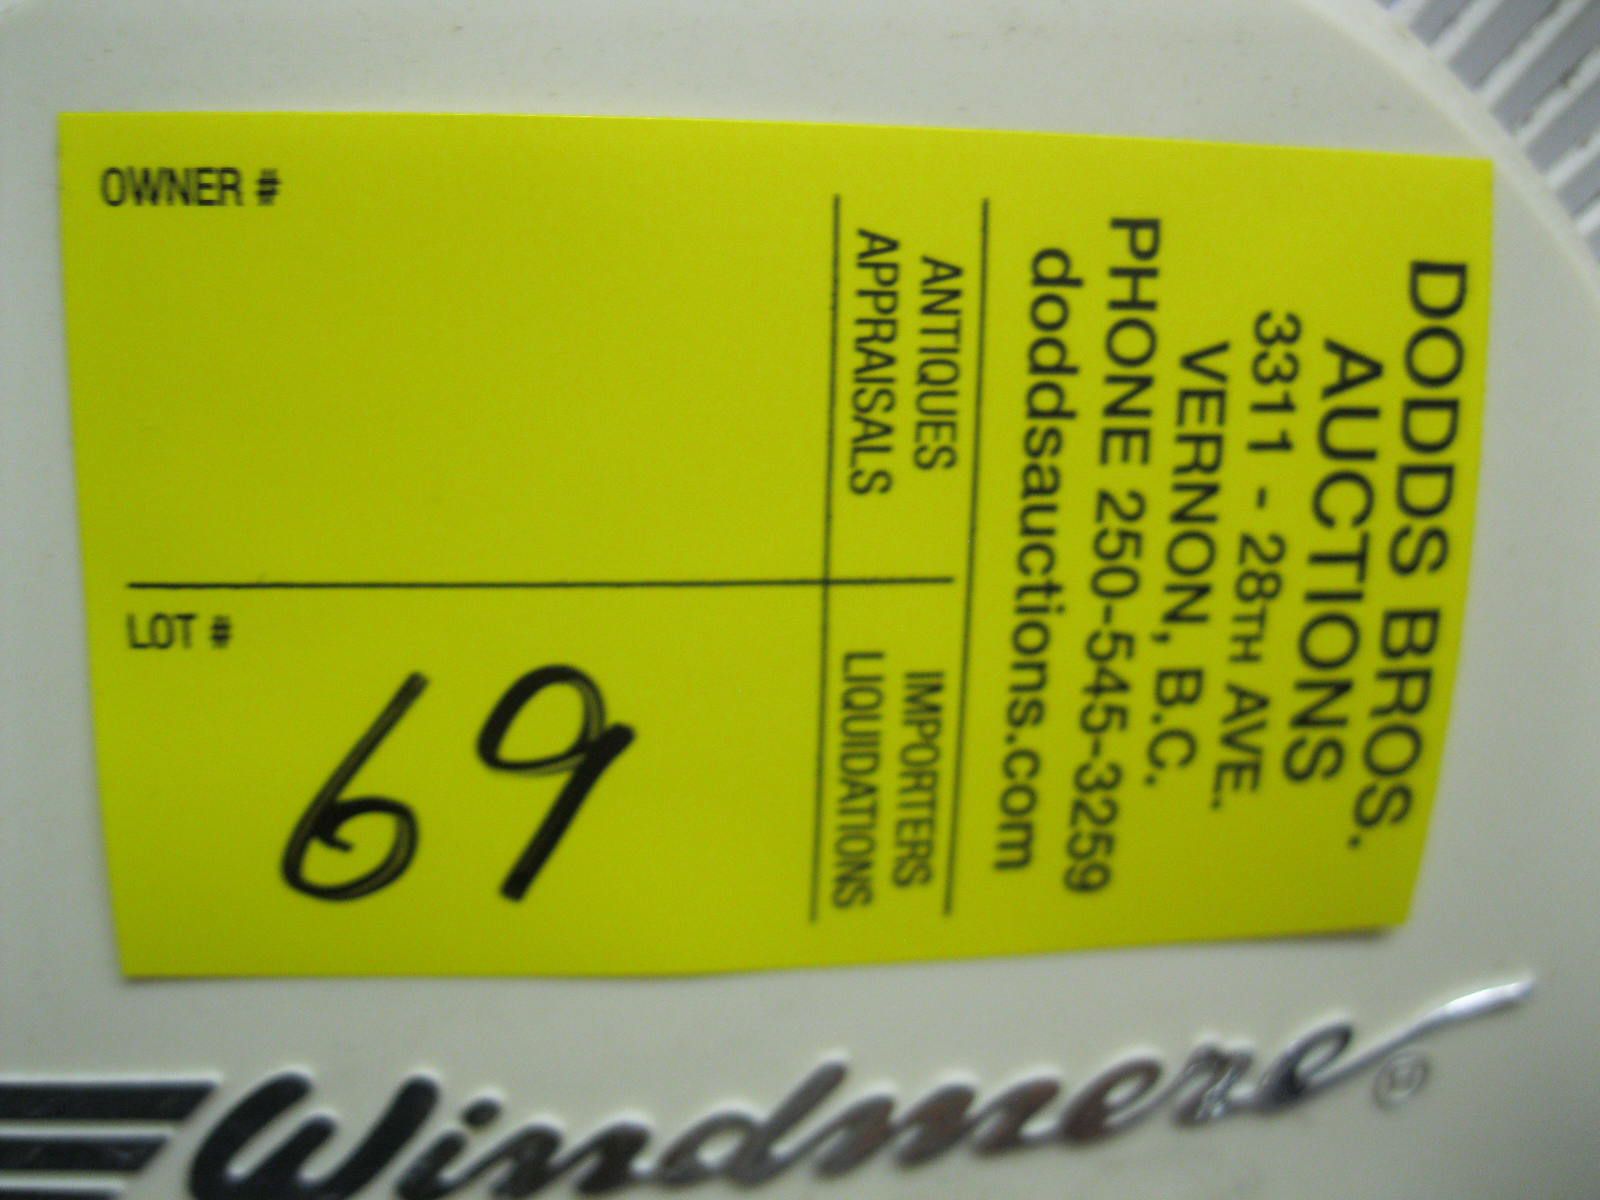 DODDS BROS.
AUCTIONS
3311 - 28TH AVE.
VERNON, B.C.
PHONE 250-545-3259
doddsauctions.com
ANTIQUES IMPORTERS
APPRAISALS LIQUIDATIONS
OWNER #
LOT #
69
Windmere ®